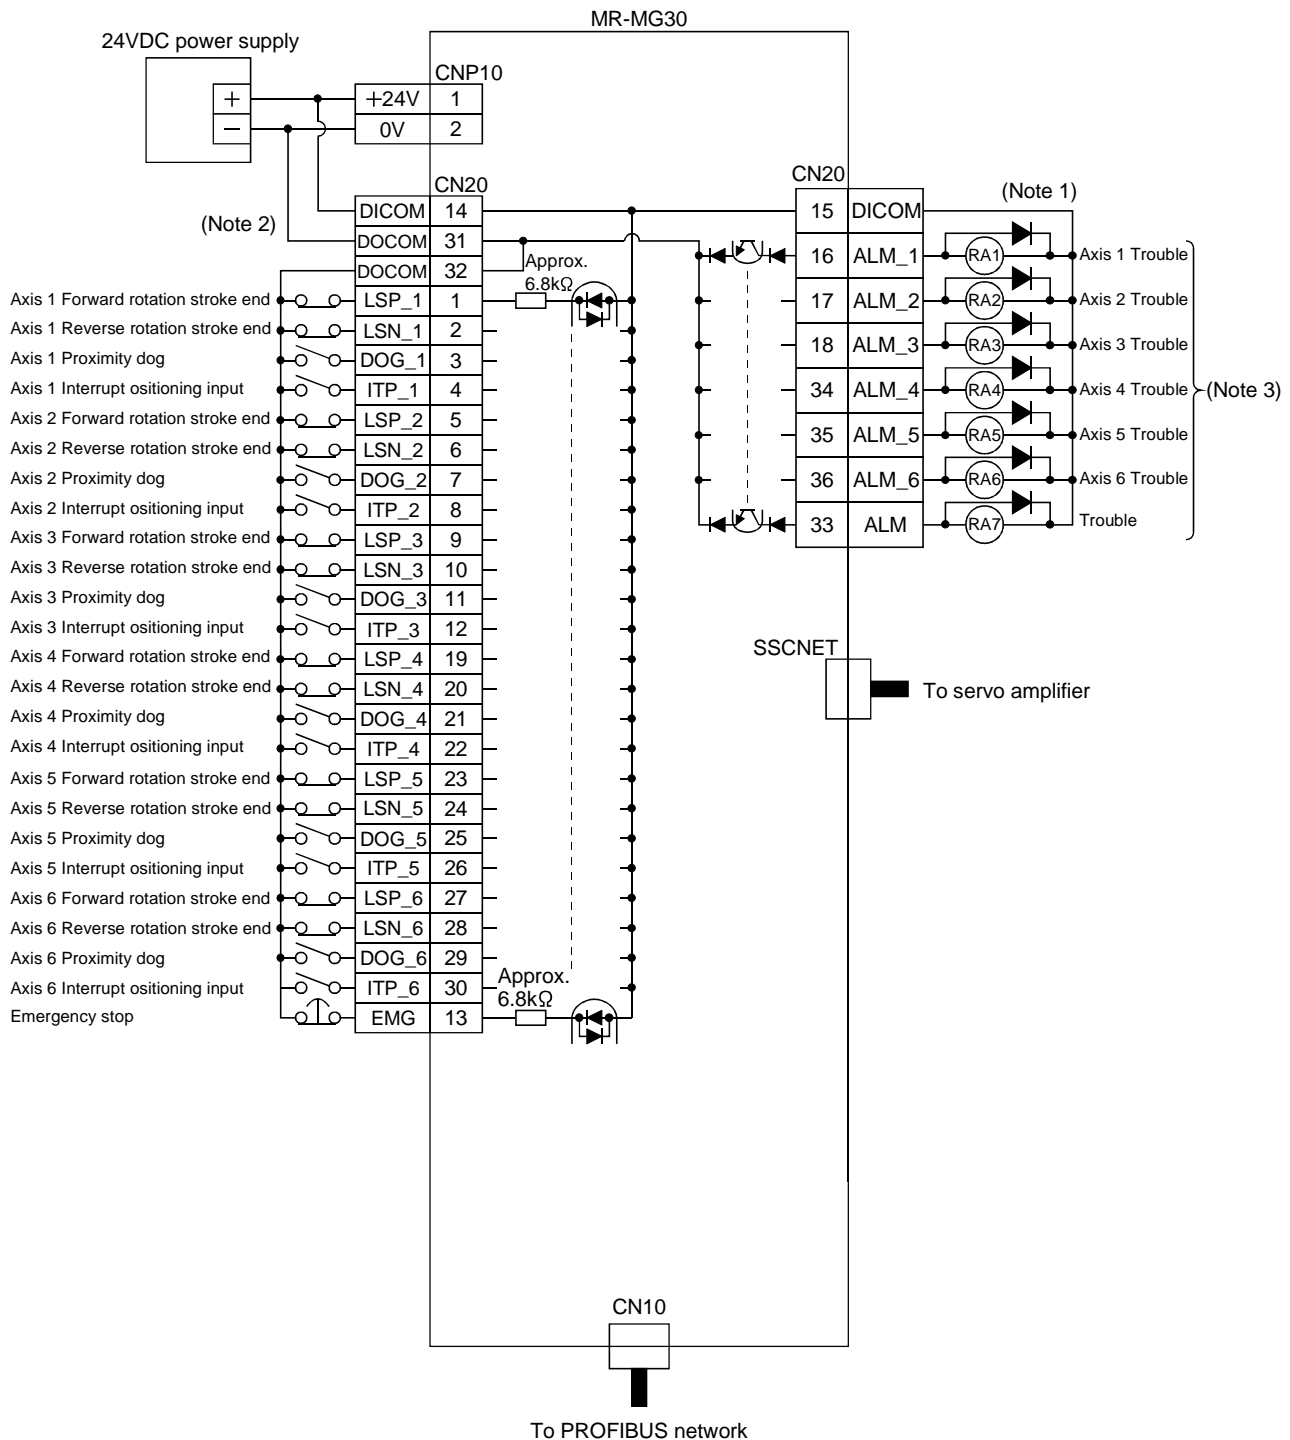 MR-MG30
24VDC power supply
CNP10
+ +24V 1
− 0V 2
CN20
CN20
(Note 1)
(Note 2)
DICOM 14
DOCOM 31
DOCOM 32
Approx.
6.8kΩ
Axis 1 Forward rotation stroke end LSP_1 1
Axis 1 Reverse rotation stroke end LSN_1 2
Axis 1 Proximity dog DOG_1 3
Axis 1 Interrupt ositioning input ITP_1 4
Axis 2 Forward rotation stroke end LSP_2 5
Axis 2 Reverse rotation stroke end LSN_2 6
Axis 2 Proximity dog DOG_2 7
Axis 2 Interrupt ositioning input ITP_2 8
Axis 3 Forward rotation stroke end LSP_3 9
Axis 3 Reverse rotation stroke end LSN_3 10
Axis 3 Proximity dog DOG_3 11
Axis 3 Interrupt ositioning input ITP_3 12
Axis 4 Forward rotation stroke end LSP_4 19
Axis 4 Reverse rotation stroke end LSN_4 20
Axis 4 Proximity dog DOG_4 21
Axis 4 Interrupt ositioning input ITP_4 22
Axis 5 Forward rotation stroke end LSP_5 23
Axis 5 Reverse rotation stroke end LSN_5 24
Axis 5 Proximity dog DOG_5 25
Axis 5 Interrupt ositioning input ITP_5 26
Axis 6 Forward rotation stroke end LSP_6 27
Axis 6 Reverse rotation stroke end LSN_6 28
Axis 6 Proximity dog DOG_6 29
Axis 6 Interrupt ositioning input ITP_6 30
Emergency stop EMG 13
Approx.
6.8kΩ
15 DICOM
16 ALM_1 RA1 Axis 1 Trouble
17 ALM_2 RA2 Axis 2 Trouble
18 ALM_3 RA3 Axis 3 Trouble
34 ALM_4 RA4 Axis 4 Trouble
35 ALM_5 RA5 Axis 5 Trouble
36 ALM_6 RA6 Axis 6 Trouble
33 ALM RA7 Trouble
(Note 3)
SSCNET
To servo amplifier
CN10
To PROFIBUS network